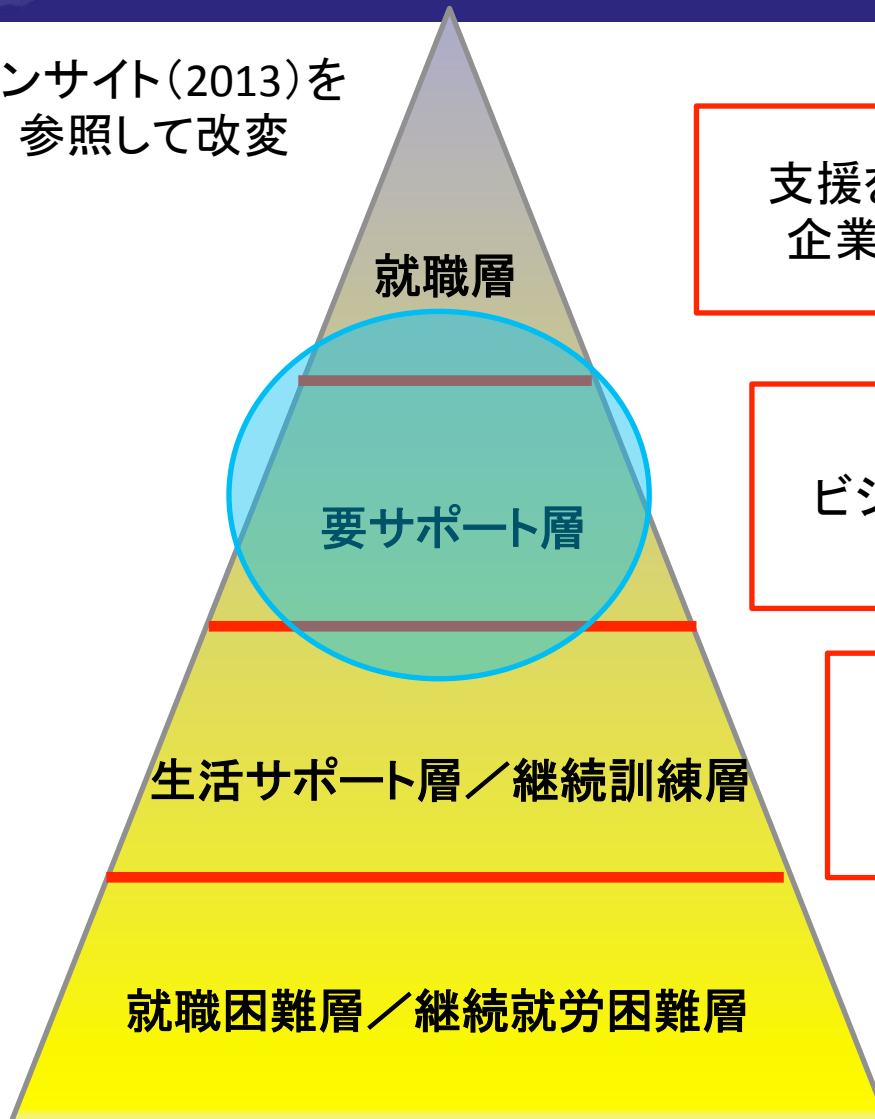 ンサイト（2013）を
参照して改変
支援
企業
就職層
ビジ
要サポート層
生活サポート層／継続訓練層
就職困難層／継続就労困難層